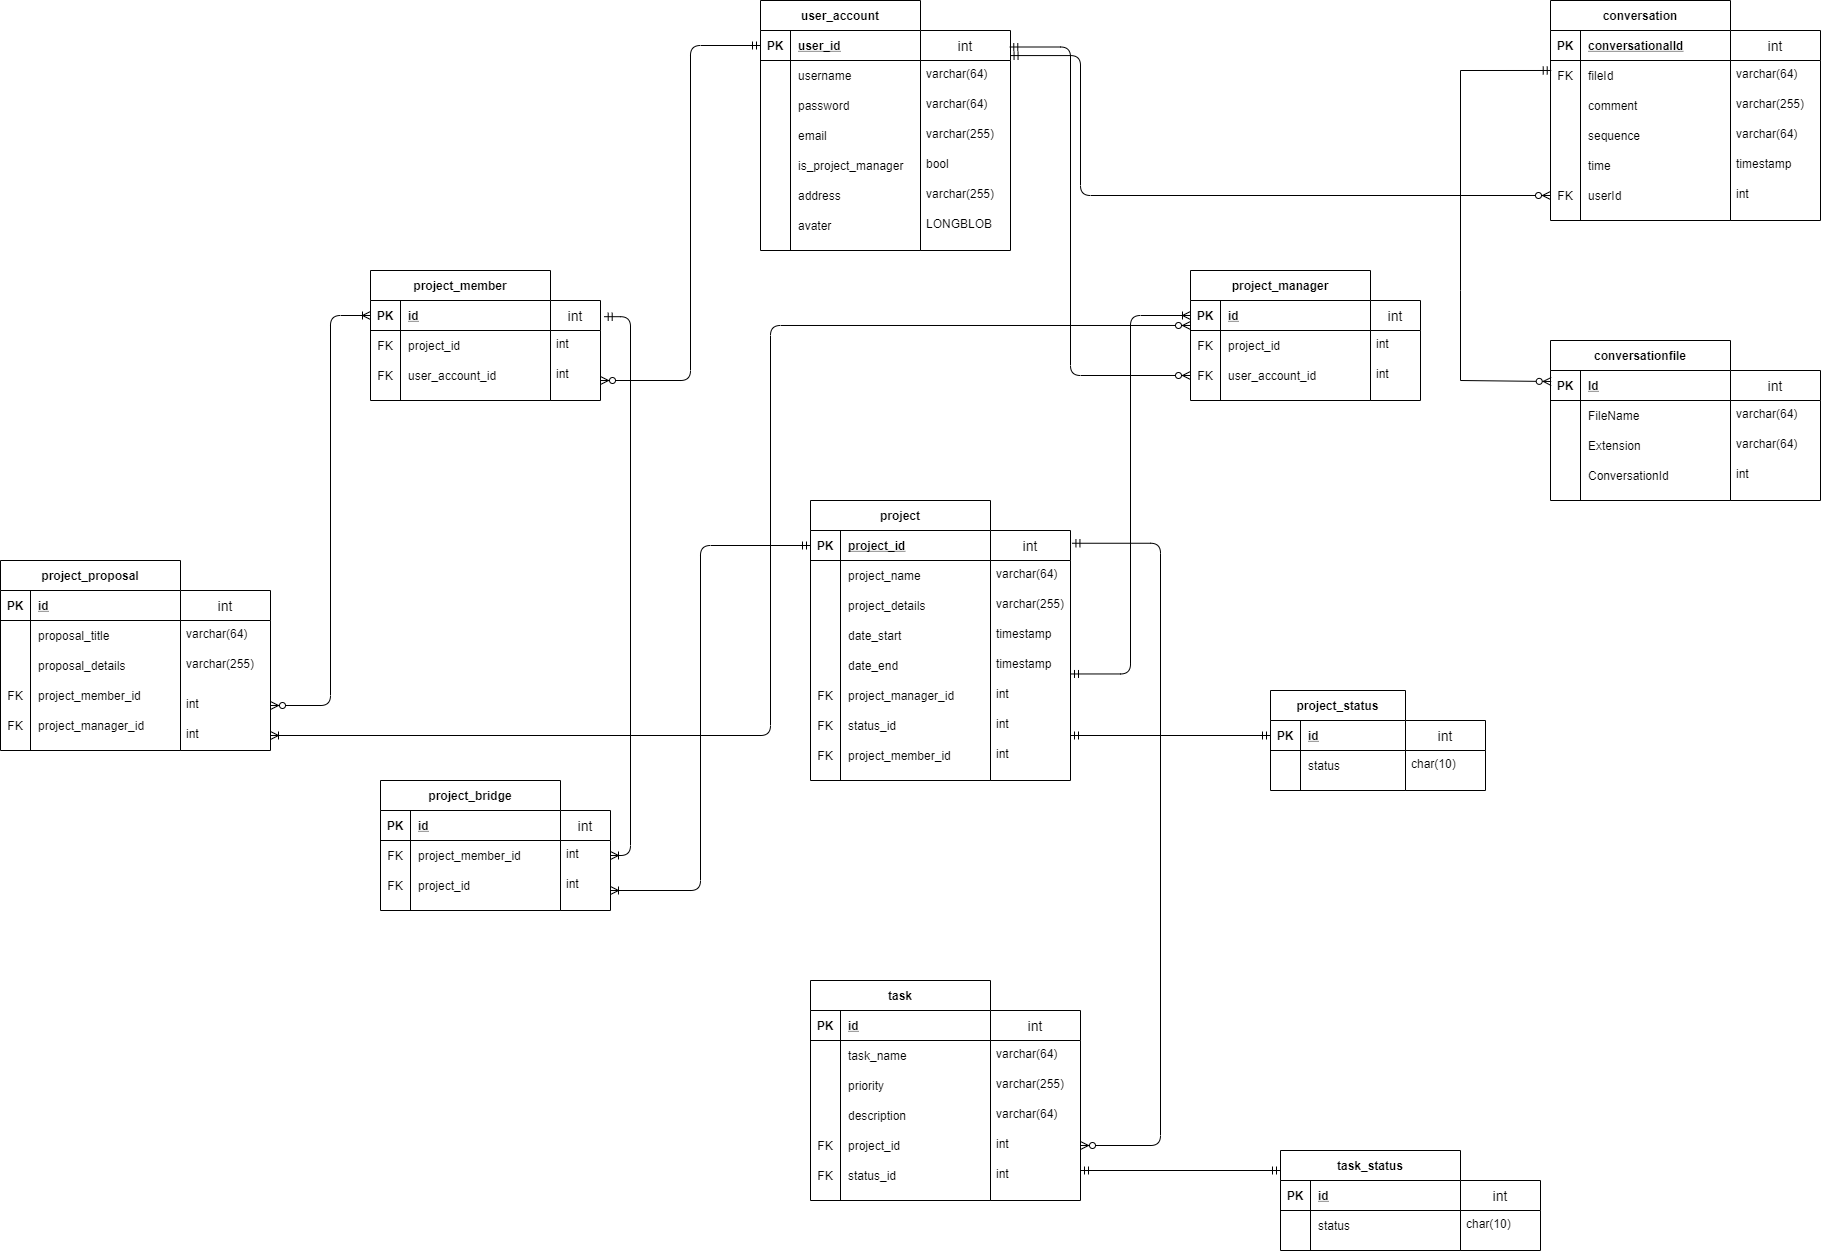 user_account
PK user_id int
username varchar(64)
password varchar(64)
email varchar(255)
is_project_manager bool
address varchar(255)
avater LONGBLOB
conversation
PK conversationalId int
FK fileId varchar(64)
comment varchar(255)
sequence varchar(64)
time timestamp
FK userId int
project_member
PK id int
FK project_id int
FK user_account_id int
project_manager
PK id int
FK project_id int
FK user_account_id int
conversationfile
PK Id int
FileName varchar(64)
Extension varchar(64)
ConversationId int
project
PK project_id int
project_name varchar(64)
project_details varchar(255)
date_start timestamp
date_end timestamp
FK project_manager_id int
FK status_id int
FK project_member_id int
project_proposal
PK id int
proposal_title varchar(64)
proposal_details varchar(255)
FK project_member_id int
FK project_manager_id int
project_status
PK id int
status char(10)
project_bridge
PK id int
FK project_member_id int
FK project_id int
task
PK id int
task_name varchar(64)
priority varchar(255)
description varchar(64)
FK project_id int
FK status_id int
task_status
PK id int
status char(10)